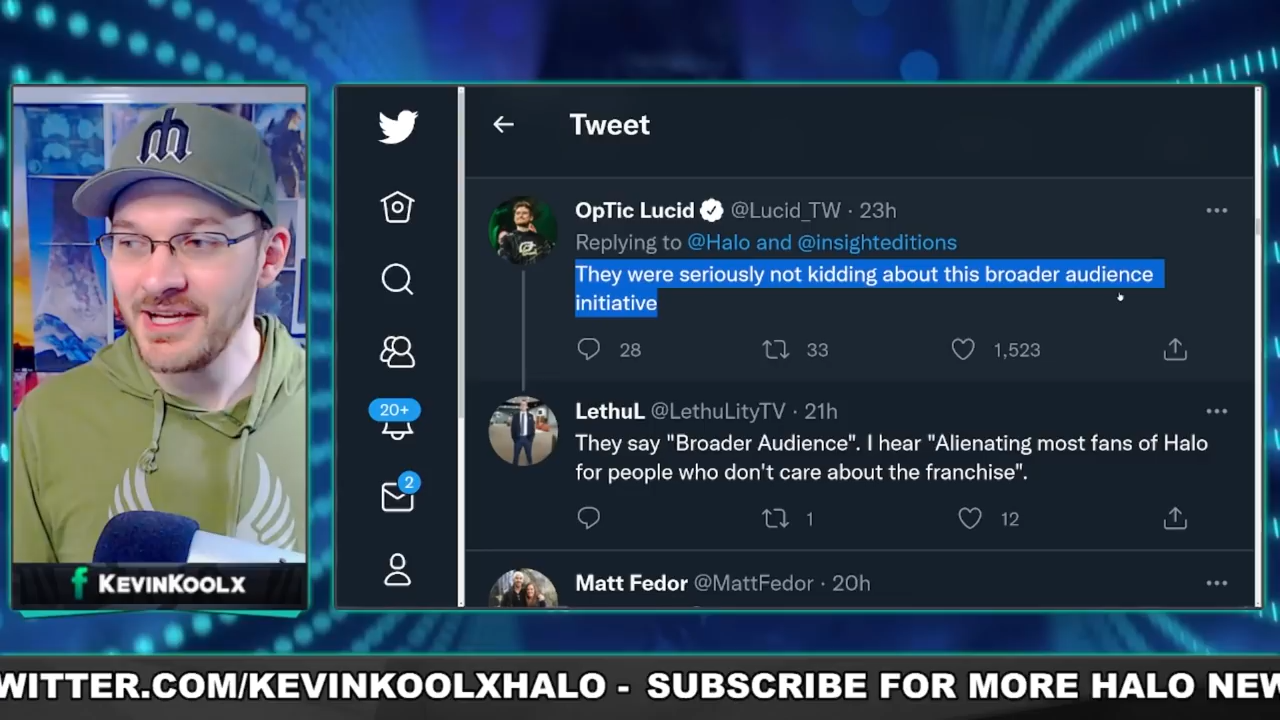 Tweet
OpTic Lucid @Lucid_TW · 23h
Replying to @Halo and @insighteditions
They were seriously not kidding about this broader audience
initiative
28 33 1,523
20+
LethuL @LethuLityTV · 21h
They say "Broader Audience". I hear "Alienating most fans of Halo
for people who don't care about the franchise".
2
1 12
KEVINKOOLX
Matt Fedor @MattFedor · 20h
WITTER.COM/KEVINKOOLXHALO - SUBSCRIBE FOR MORE HALO NEW